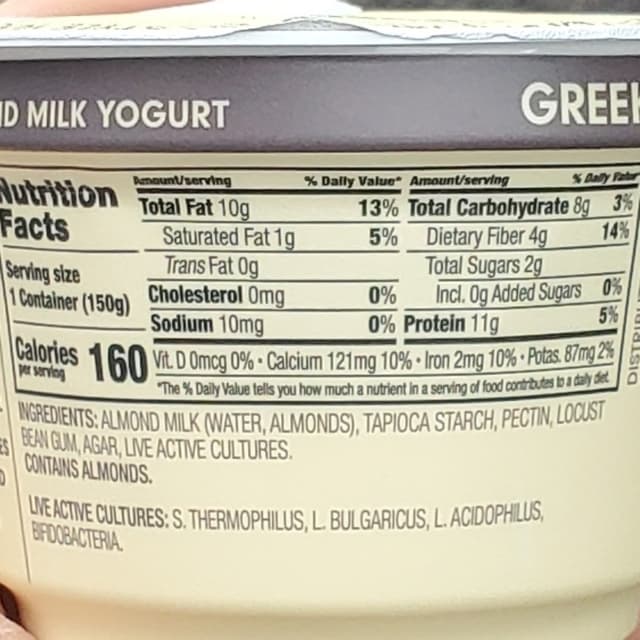 MILK YOGURT
Nutrition
Facts
Serving size
1 Container (150g)
Calories 160
per serving
Amount/serving % Daily Value*
Total Fat 10g 13%
Saturated Fat 1g 5%
Trans Fat 0g
Cholesterol 0mg 0%
Sodium 10mg 0%
Amount/serving % Daily Value*
Total Carbohydrate 8g 3%
Dietary Fiber 4g 14%
Total Sugars 2g
Incl. 0g Added Sugars 0%
Protein 11g 5%
Vit. D 0mcg 0% • Calcium 121mg 10% • Iron 2mg 10% • Potas. 87mg 2%
*The % Daily Value tells you how much a nutrient in a serving of food contributes to a daily diet.
INGREDIENTS: ALMOND MILK (WATER, ALMONDS), TAPIOCA STARCH, PECTIN, LOCUST
BEAN GUM, AGAR, LIVE ACTIVE CULTURES.
CONTAINS ALMONDS.
LIVE ACTIVE CULTURES: S. THERMOPHILUS, L. BULGARICUS, L. ACIDOPHILUS,
BIFIDOBACTERIA.